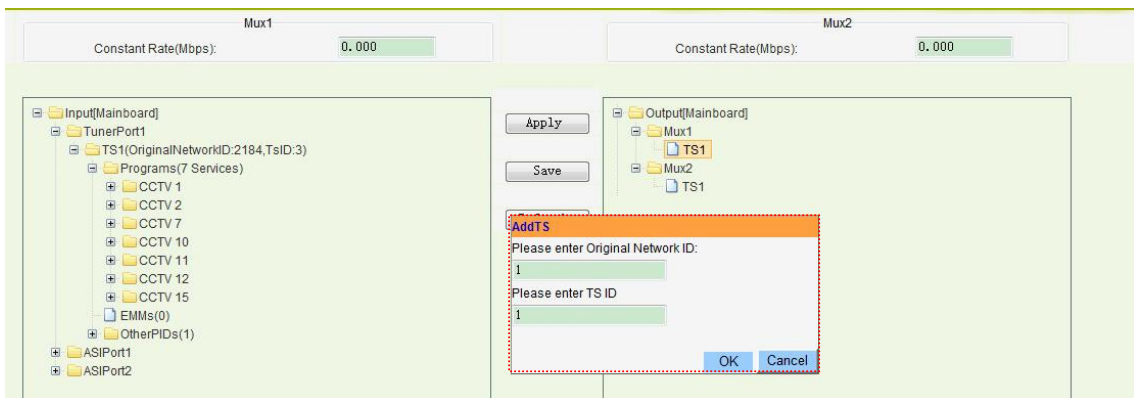 Mux1
Constant Rate(Mbps):
0.000
Mux2
Constant Rate(Mbps):
0.000
Input[Mainboard]
TunerPort1
TS1(OriginalNetworkID:2184,TsID:3)
Programs(7 Services)
CCTV 1
CCTV 2
CCTV 7
CCTV 10
CCTV 11
CCTV 12
CCTV 15
EMMs(0)
OtherPIDs(1)
ASIPort1
ASIPort2
Apply
Save
Output[Mainboard]
Mux1
TS1
Mux2
TS1
AddTS
Please enter Original Network ID:
1
Please enter TS ID
1
OK
Cancel